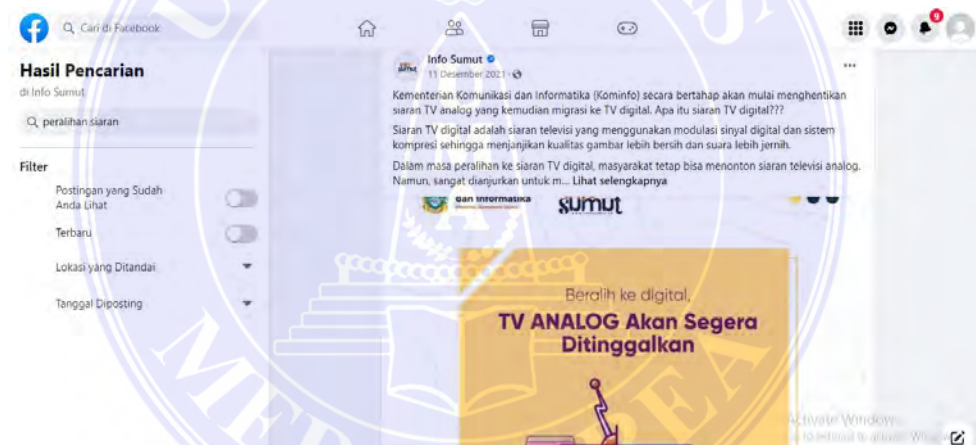 Cari di Facebook
9
Hasil Pencarian
di Info Sumut
peralihan siaran
Filter
Postingan yang Sudah
Anda Lihat
Terbaru
Lokasi yang Ditandai
Tanggal Diposting
Info Sumut
11 Desember 2021
Kementerian Komunikasi dan Informatika (Kominfo) secara bertahap akan mulai menghentikan
siaran TV analog yang kemudian migrasi ke TV digital. Apa itu siaran TV digital???
Siaran TV digital adalah siaran televisi yang menggunakan modulasi sinyal digital dan sistem
kompresi sehingga menjanjikan kualitas gambar lebih bersih dan suara lebih jernih.
Dalam masa peralihan ke siaran TV digital, masyarakat tetap bisa menonton siaran televisi analog.
Namun, sangat dianjurkan untuk m... Lihat selengkapnya
dan Informatika
sumut
Beralih ke digital,
TV ANALOG Akan Segera
Ditinggalkan
Activate Windows